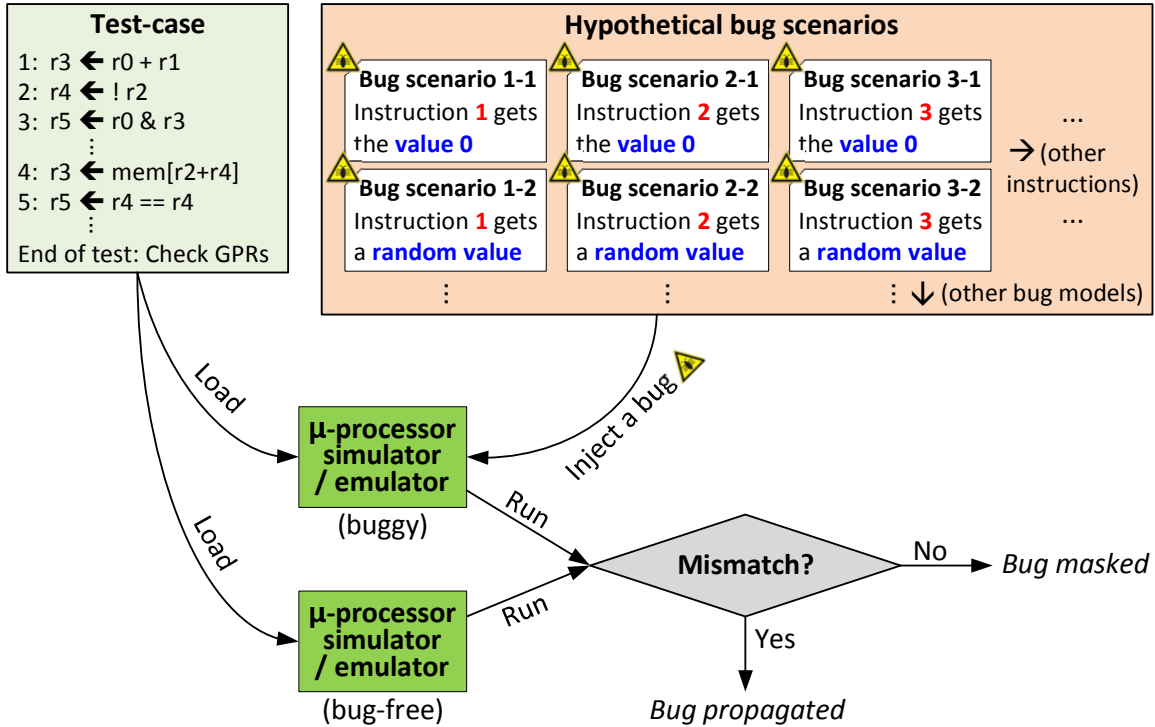 Test-case
1: r3 🡸 r0 + r1
2: r4 🡸 ! r2
3: r5 🡸 r0 & r3
⋮
4: r3 🡸 mem[r2+r4]
5: r5 🡸 r4 == r4
⋮
End of test: Check GPRs
Hypothetical bug scenarios
Bug scenario 1-1
Instruction 1 gets
the value 0
Bug scenario 2-1
Instruction 2 gets
the value 0
Bug scenario 3-1
Instruction 3 gets
the value 0
Bug scenario 1-2
Instruction 1 gets
a random value
Bug scenario 2-2
Instruction 2 gets
a random value
Bug scenario 3-2
Instruction 3 gets
a random value
...
→ (other
instructions)
...
⋮
⋮
⋮ ↓ (other bug models)
Load
Load
Inject a bug
μ-processor
simulator
/ emulator
(buggy)
Run
μ-processor
simulator
/ emulator
(bug-free)
Run
Mismatch?
No
Bug masked
Yes
Bug propagated